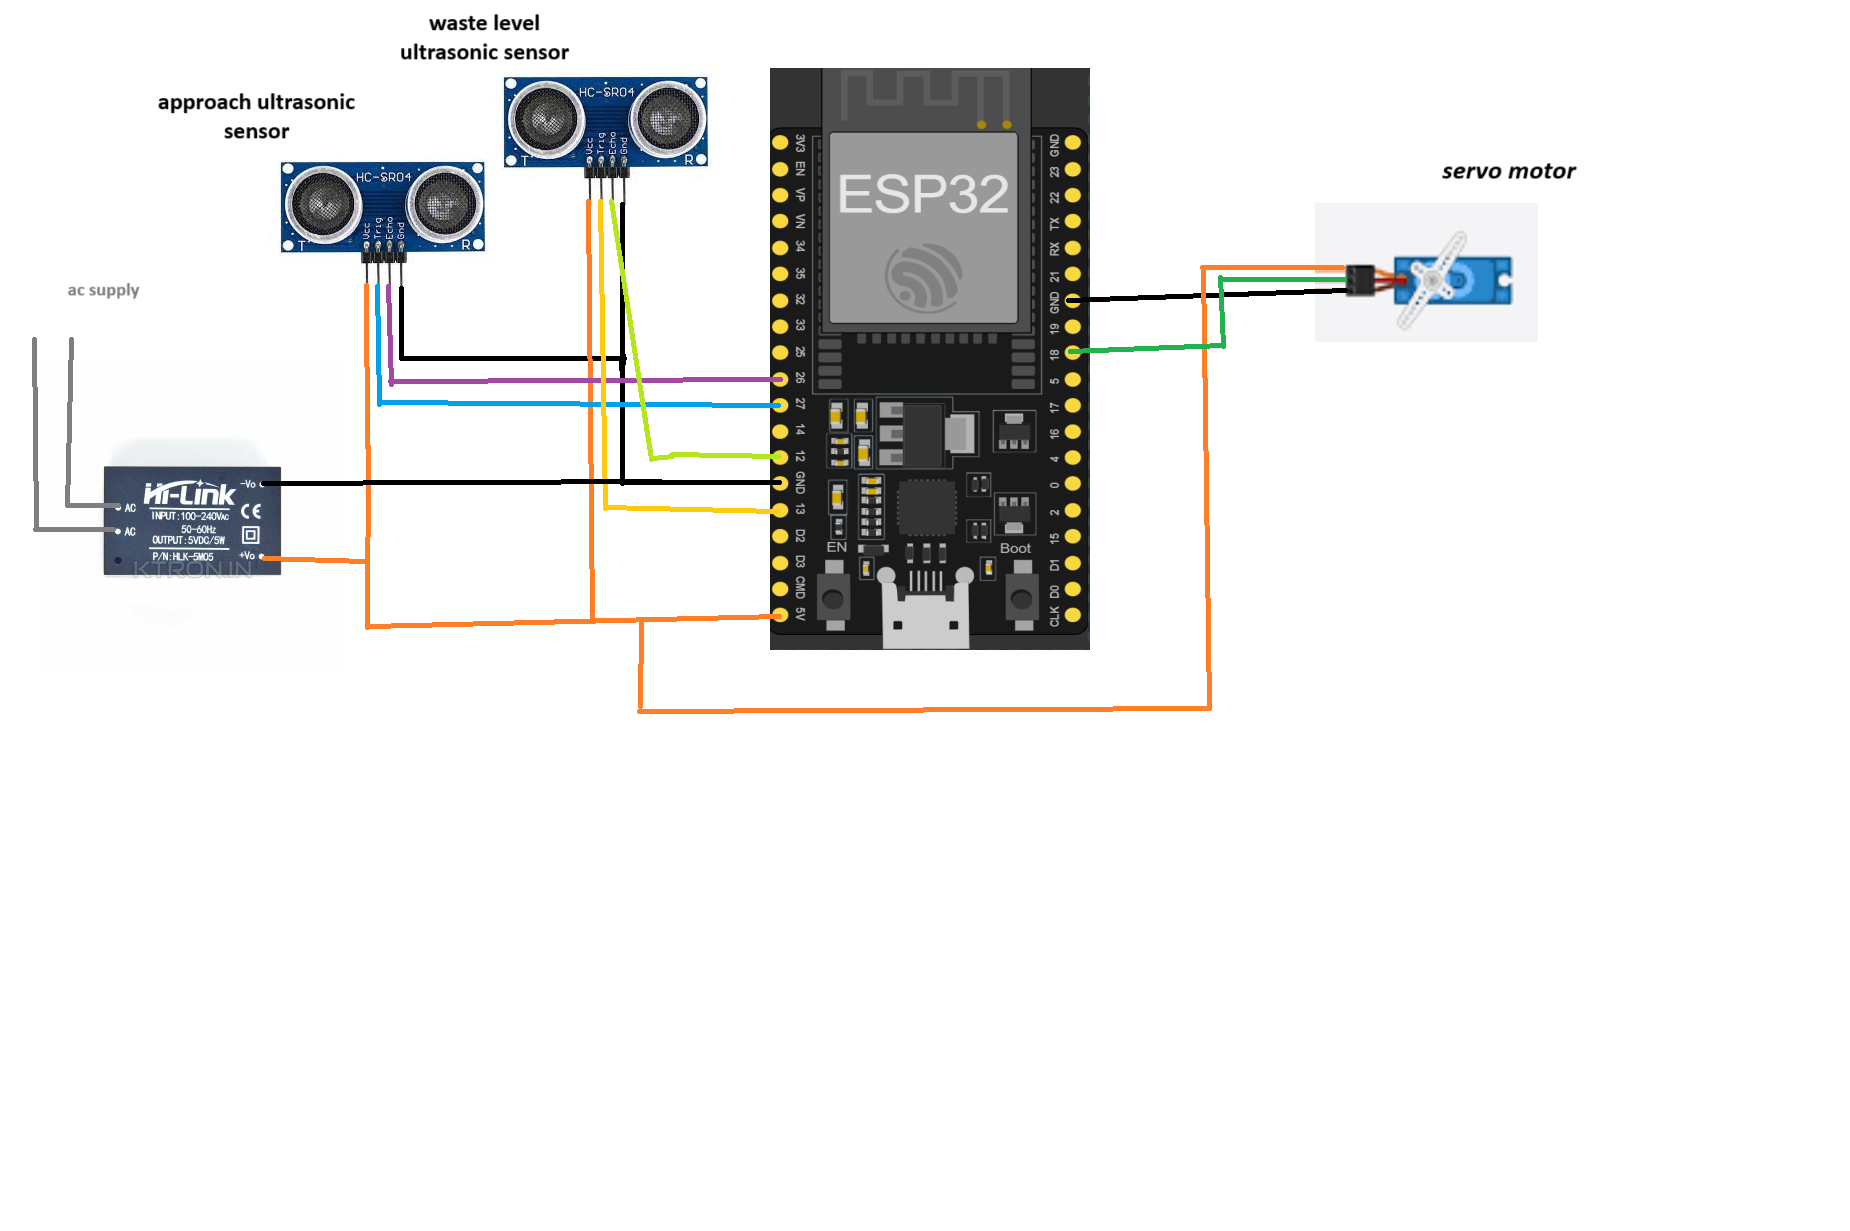 waste level
ultrasonic sensor
HC-SR04
Vcc
Trig
Echo
Gnd
T
R
approach ultrasonic
sensor
HC-SR04
Vcc
Trig
Echo
Gnd
T
R
ac supply
Hi-Link
INPUT:100-240VAC
50-60Hz
OUTPUT:5VDC/5W
P/N:HLK-5M05
AC
AC
-Vo
+Vo
CE
KTRON.IN
ESP32
3V3
EN
VP
VN
34
35
32
33
25
26
27
14
12
GND
13
D2
D3
CMD
5V
GND
23
22
TX
RX
21
GND
19
18
5
17
16
4
0
2
15
D1
D0
CLK
EN
Boot
servo motor